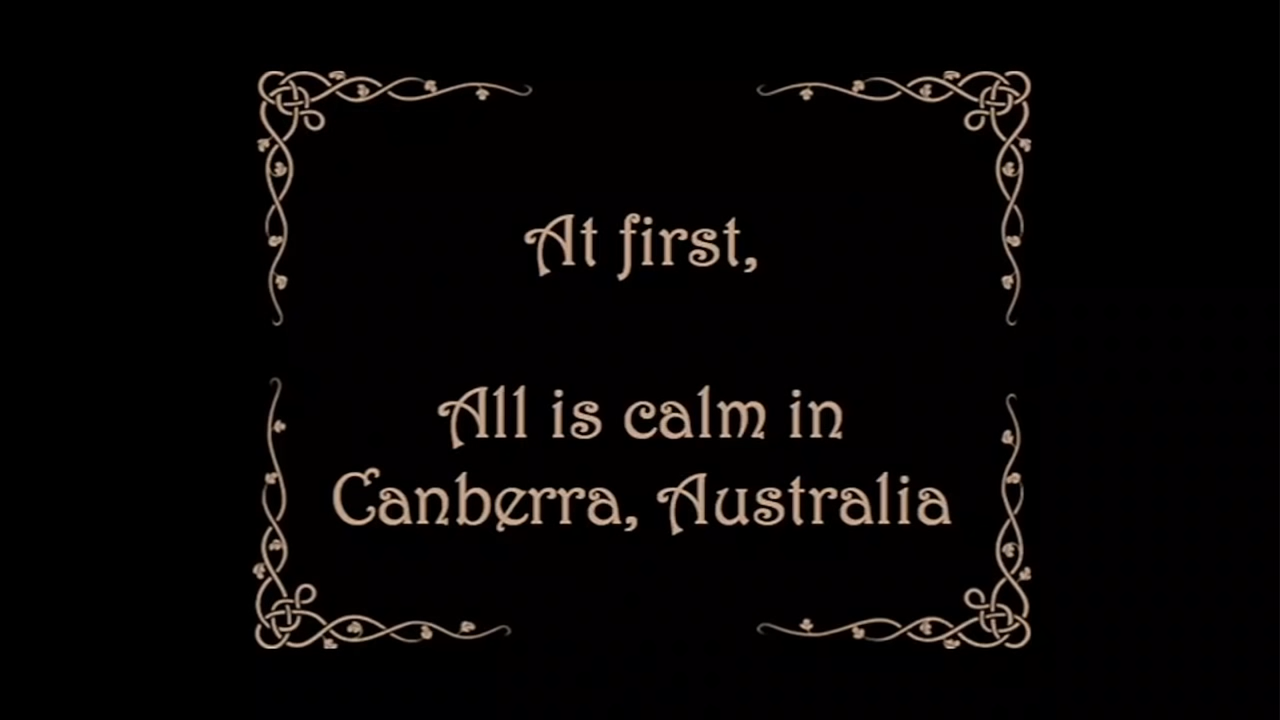 At first,
All is calm in
Canberra, Australia